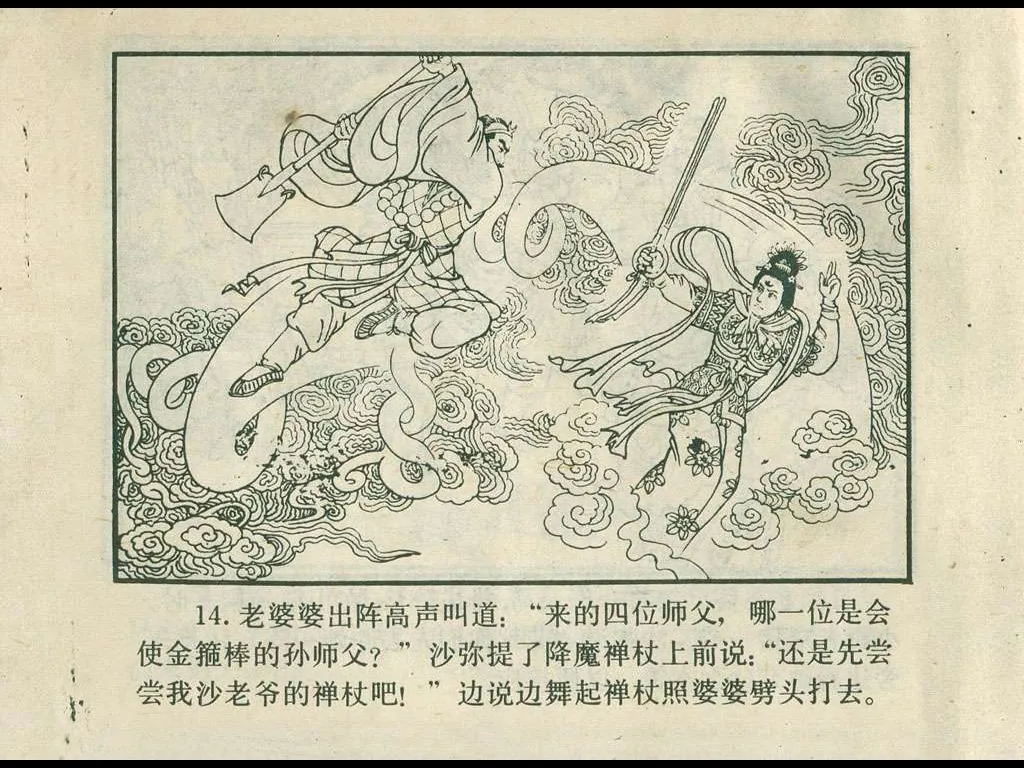 14. 老婆婆出阵高声叫道：“来的四位师父，哪一位是会
使金箍棒的孙师父？”沙弥提了降魔禅杖上前说：“还是先尝
尝我沙老爷的禅杖吧！”边说边舞起禅杖照婆婆劈头打去。